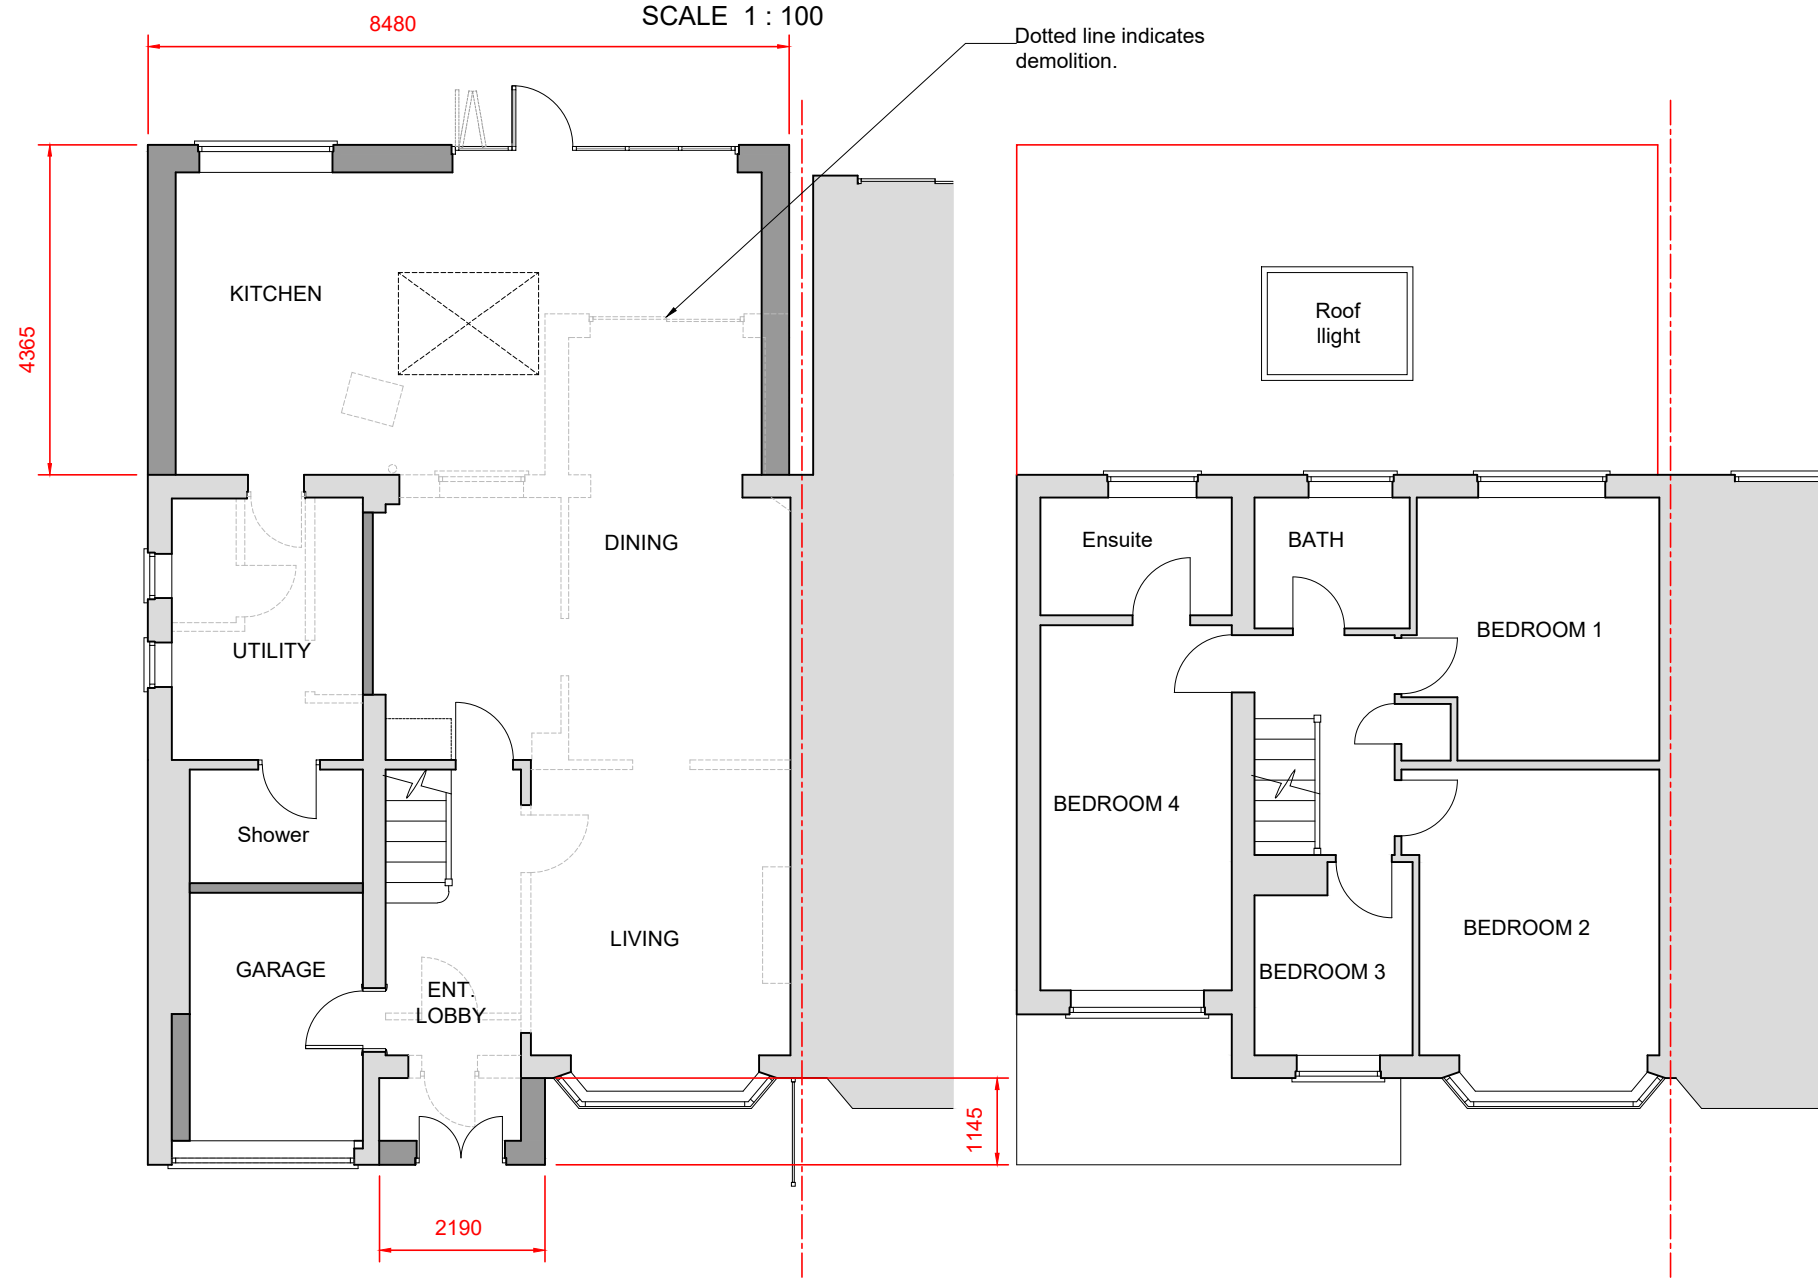 SCALE 1 : 100
8480
Dotted line indicates
demolition.
4365
KITCHEN
Roof
llight
DINING
UTILITY
Ensuite
BATH
BEDROOM 1
Shower
BEDROOM 4
LIVING
GARAGE
ENT.
LOBBY
BEDROOM 2
BEDROOM 3
1145
2190